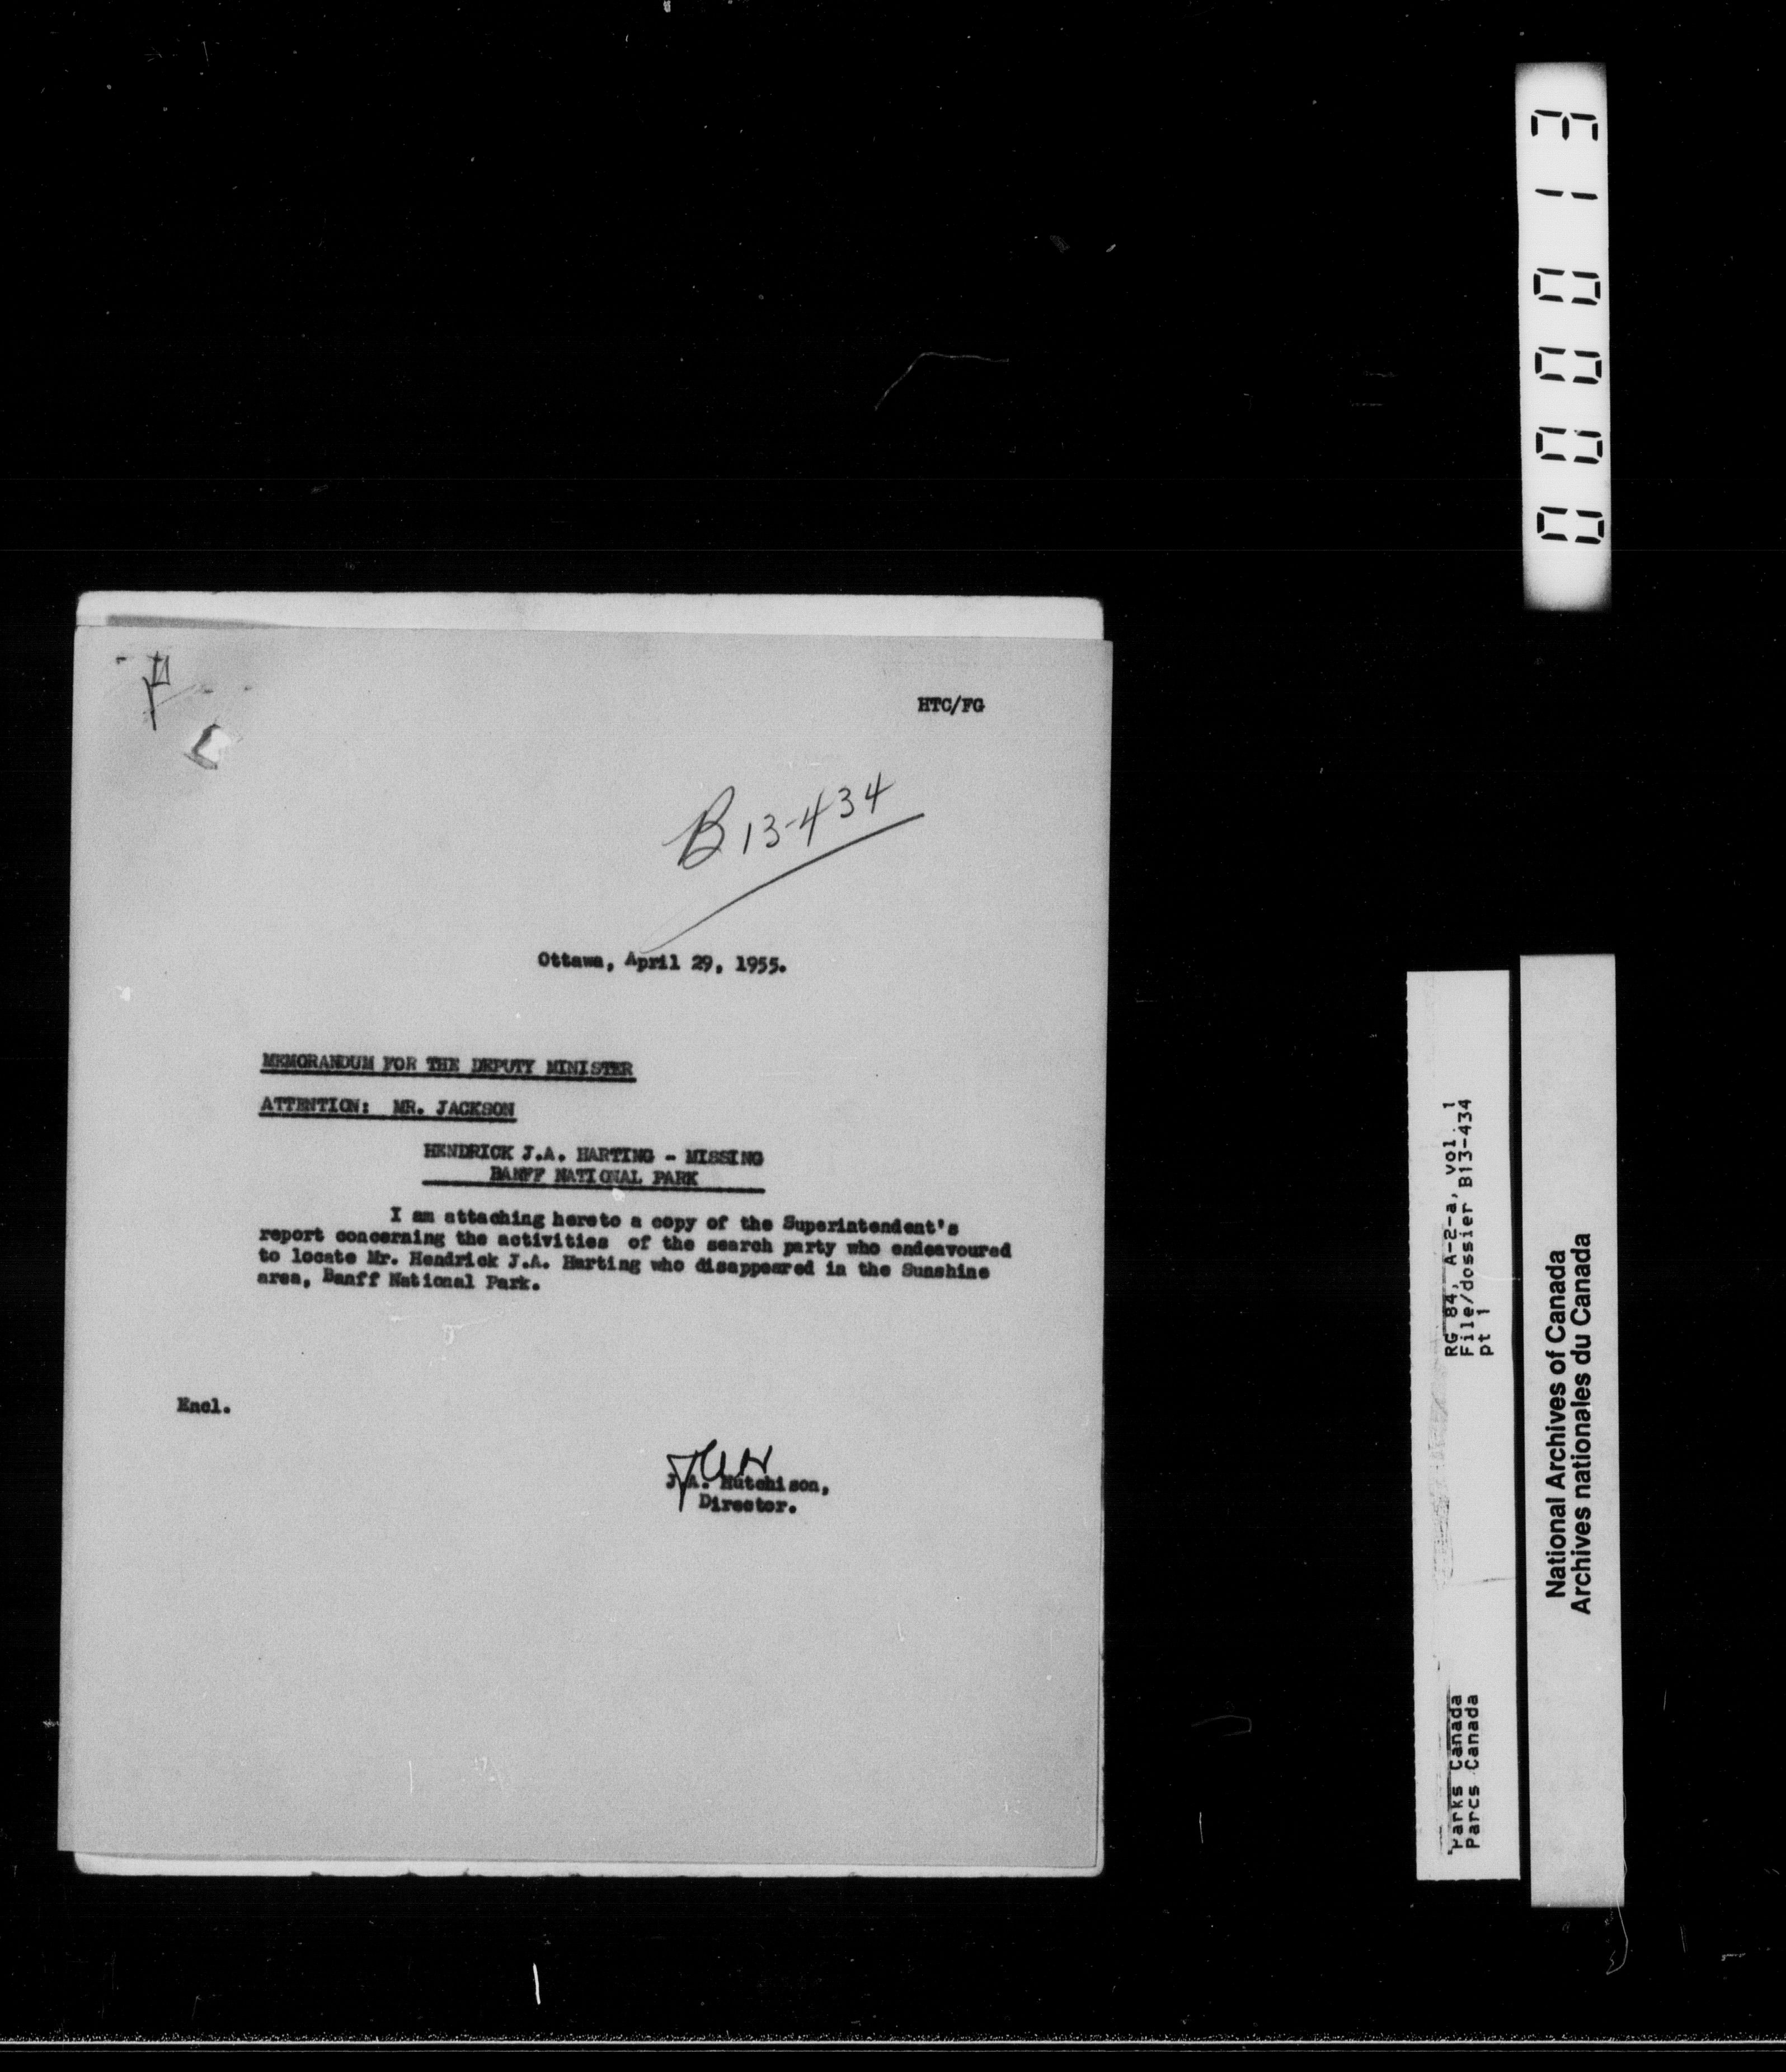 HTC/FG
B13-434
Ottawa, April 29, 1955.
MEMORANDUM FOR THE DEPUTY MINISTER
ATTENTION: MR. JACKSON
HENDRICK J.A. HARTING - MISSING
BANFF NATIONAL PARK
I am attaching hereto a copy of the Superintendent's
report concerning the activities of the search party who endeavoured
to locate Mr. Hendrick J.A. Harting who disappeared in the Sunshine
area, Banff National Park.
Encl.
J.A. Hutchison,
Director.
000013
RG 84, A-2-a, vol. 1
File/dossier B13-434
pt 1
Parks Canada
Parcs Canada
National Archives of Canada
Archives nationales du Canada